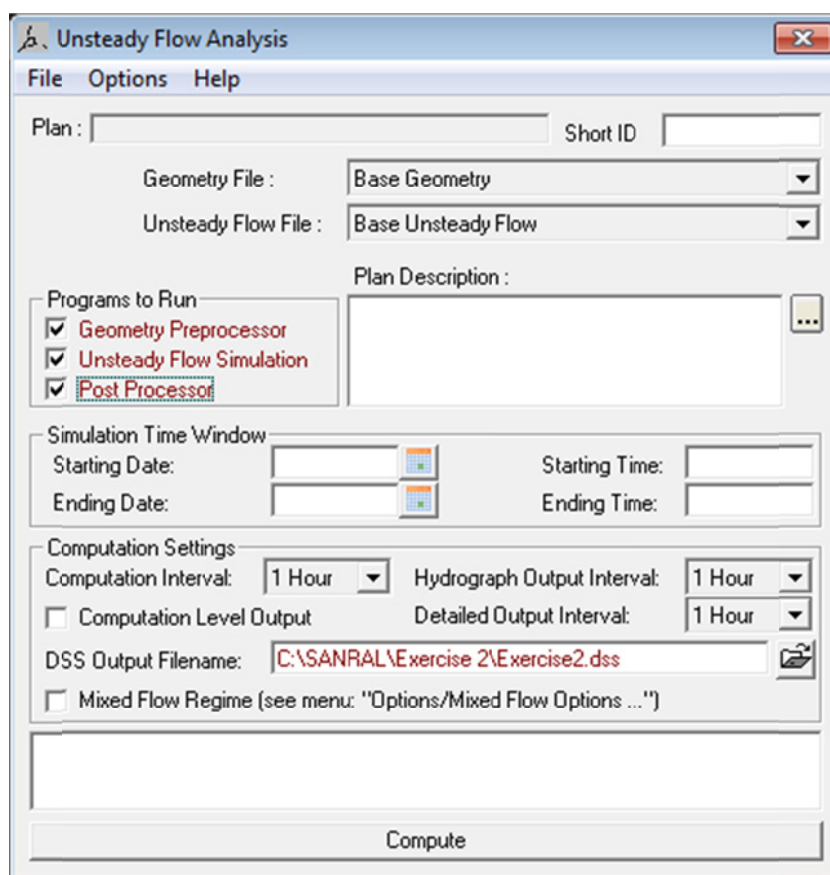 Unsteady Flow Analysis
File Options Help
Plan :
Short ID
Geometry File :
Base Geometry
Unsteady Flow File :
Base Unsteady Flow
Plan Description :
Programs to Run
Geometry Preprocessor
Unsteady Flow Simulation
Post Processor
...
Simulation Time Window
Starting Date:
Starting Time:
Ending Date:
Ending Time:
Computation Settings
Computation Interval: 1 Hour
Hydrograph Output Interval: 1 Hour
Computation Level Output
Detailed Output Interval: 1 Hour
DSS Output Filename: C:\SANRAL\Exercise 2\Exercise2.dss
Mixed Flow Regime (see menu: "Options/Mixed Flow Options ...")
Compute